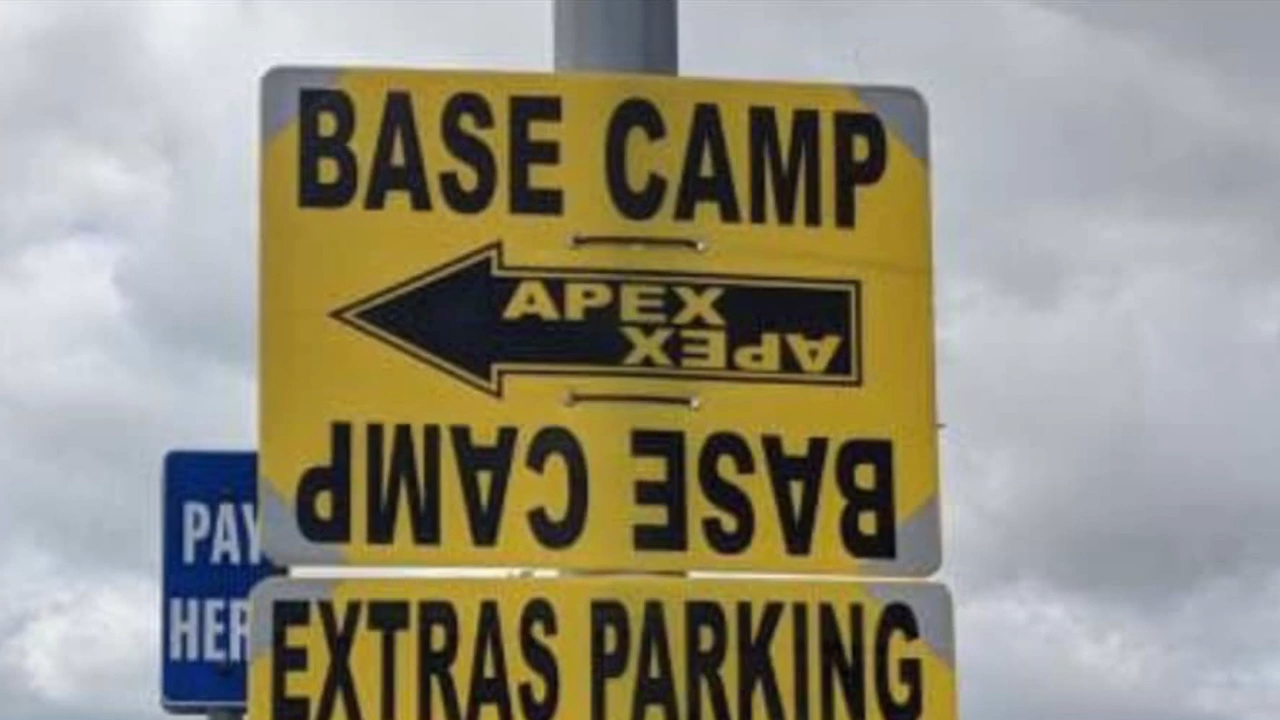 BASE CAMP
APEX
APEX
BASE CAMP
EXTRAS PARKING
PAY
HER